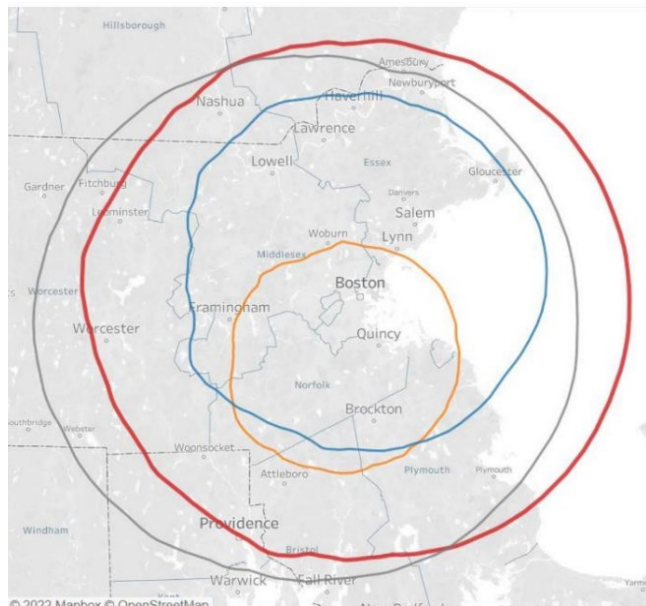 Hillsborough
Amesbury
Newburyport
Nashua
Haverhill
Lawrence
Lowell
Essex
Gloucester
Gardner
Fitchburg
Leominster
Danvers
Salem
Woburn
Lynn
Middlesex
Boston
Worcester
Framingham
Worcester
Quincy
Norfolk
Brockton
Southbridge
Webster
Woonsocket
Attleboro
Plymouth
Plymouth
Windham
Providence
Bristol
Warwick
Fall River
© 2022 Mapbox © OpenStreetMap